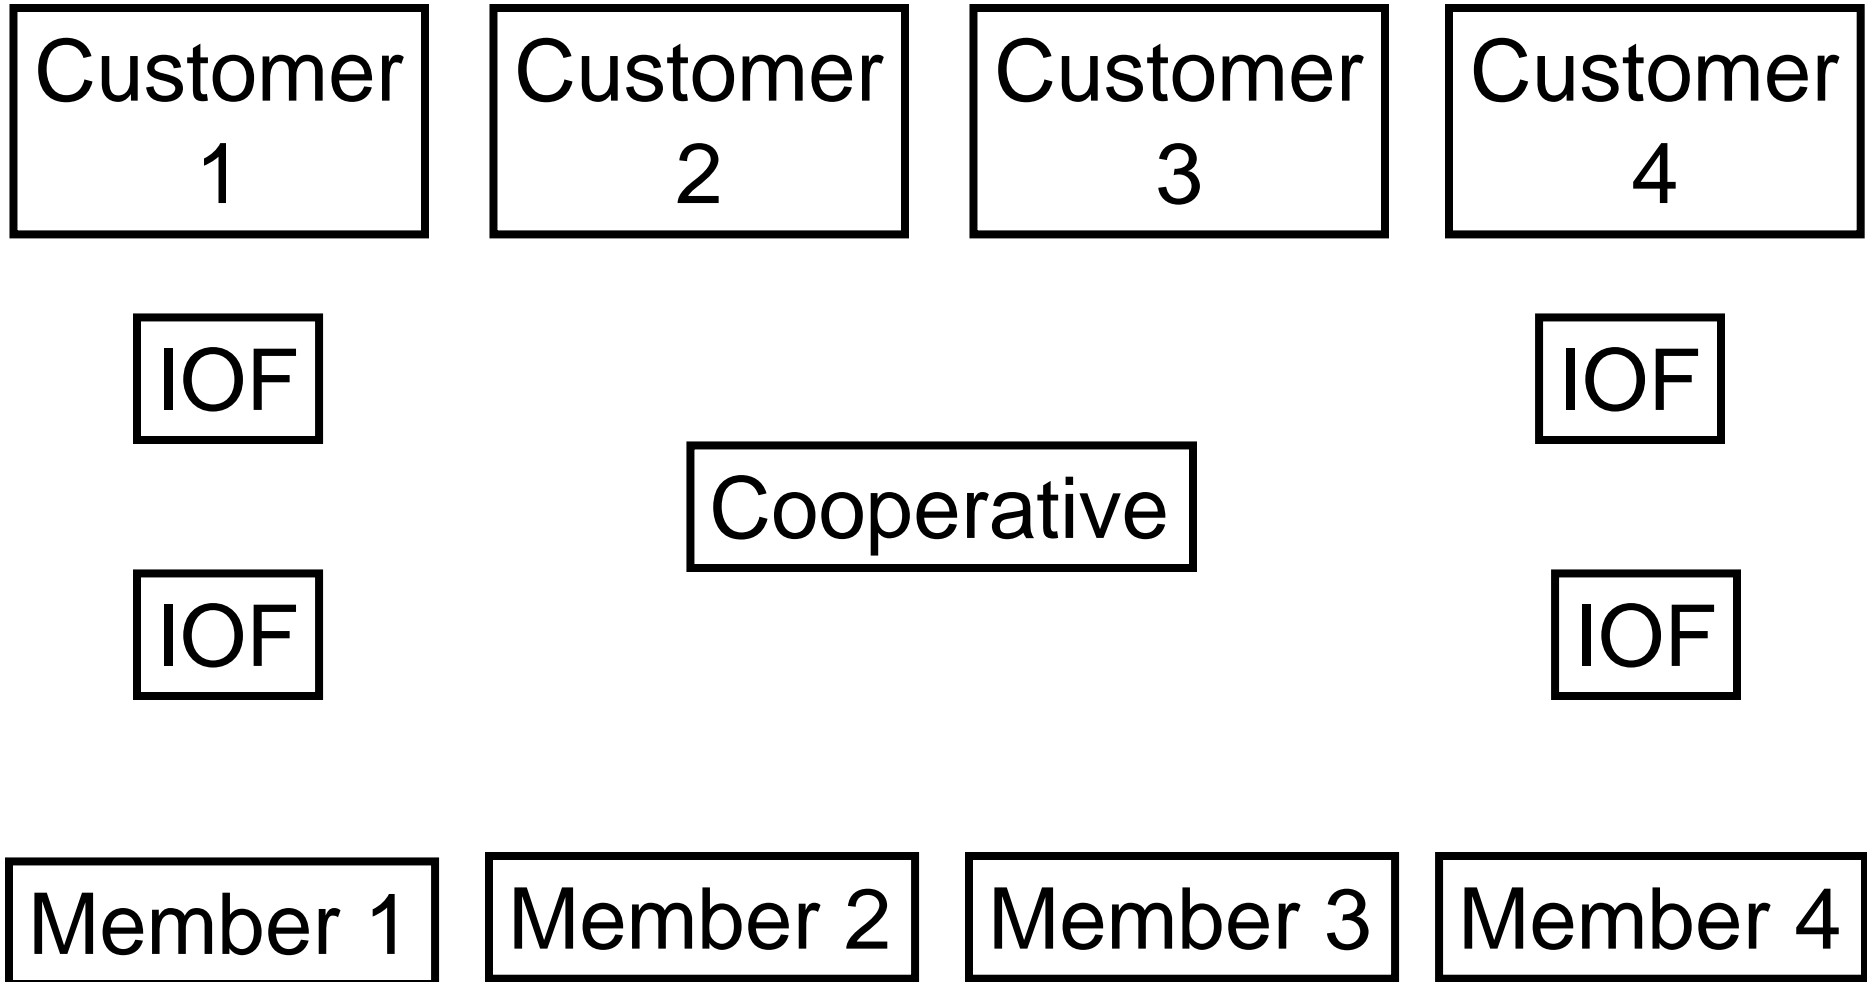 Customer
1
Customer
2
Customer
3
Customer
4
IOF
IOF
Cooperative
IOF
IOF
Member 1
Member 2
Member 3
Member 4